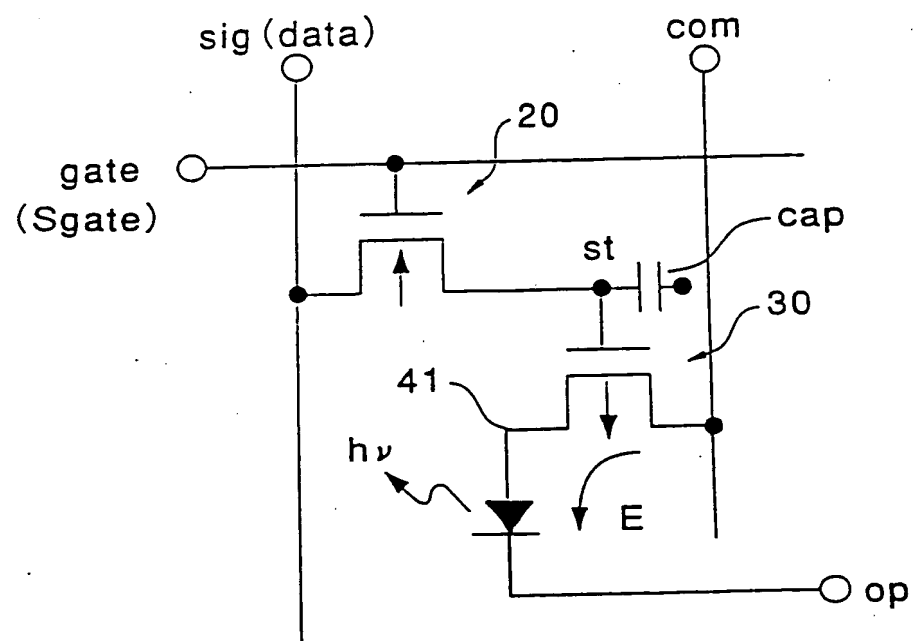 sig (data)
com
20
gate
(Sgate)
cap
st
30
41
hν
E
op